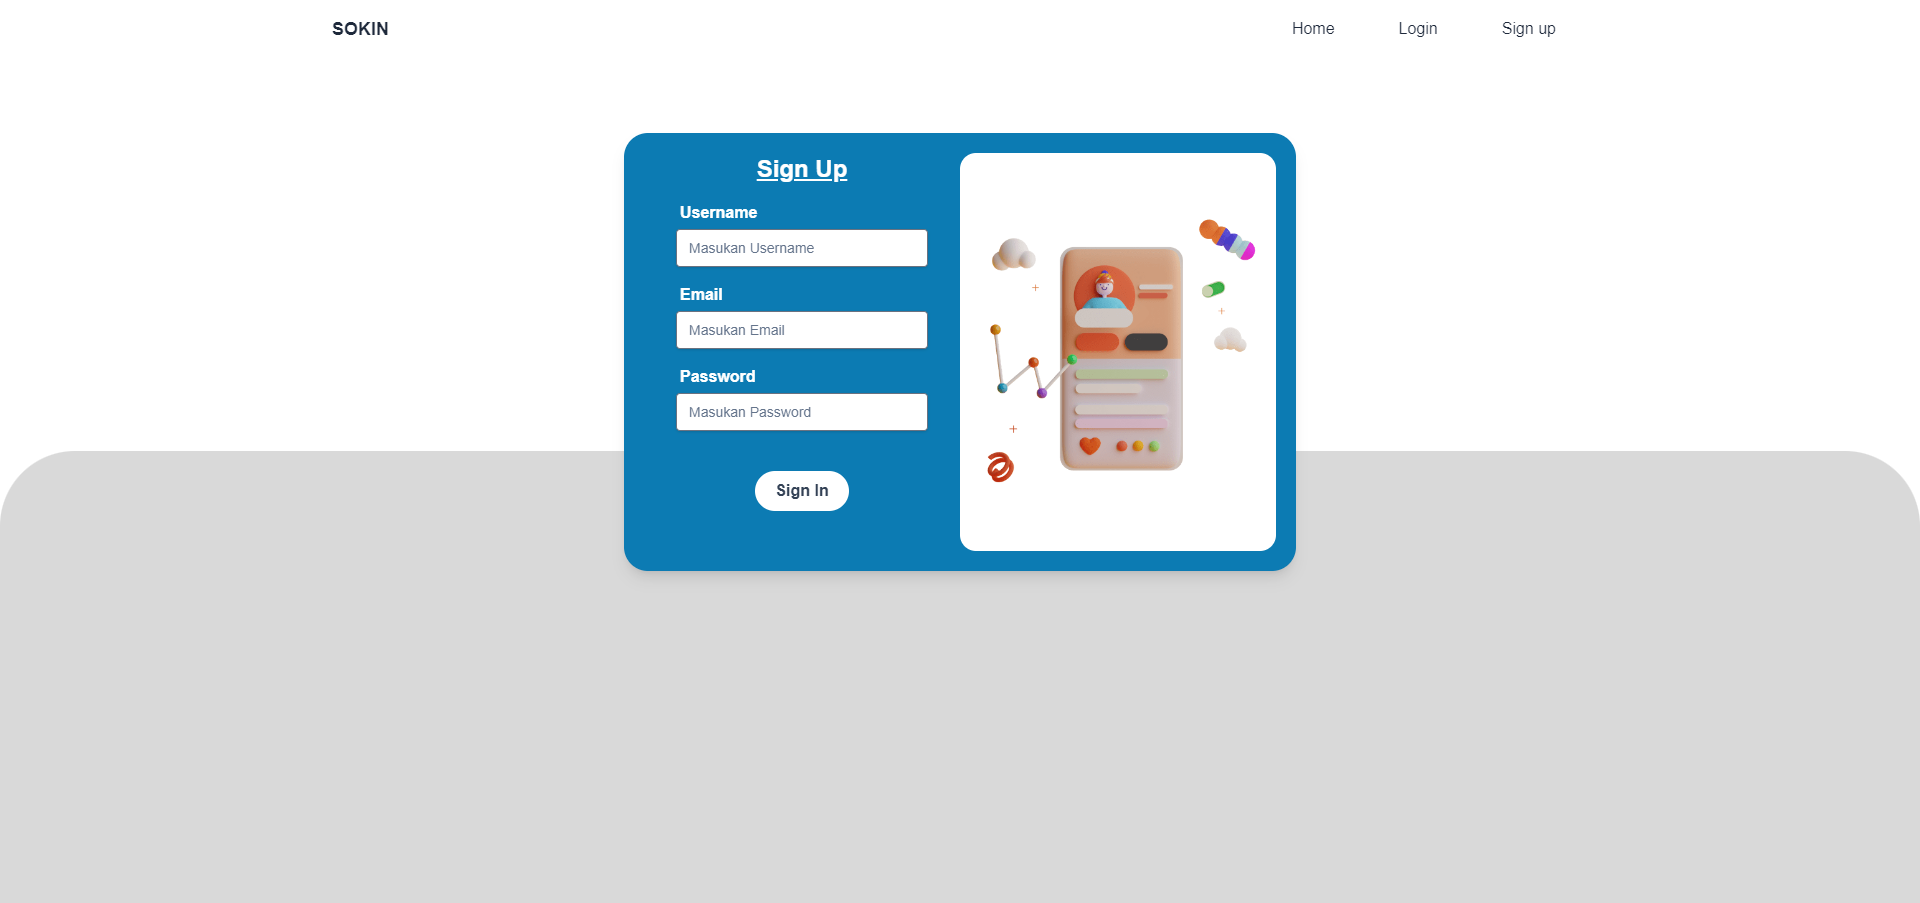 SOKIN
Home
Login
Sign up
Sign Up
Username
Masukan Username
Email
Masukan Email
Password
Masukan Password
Sign In